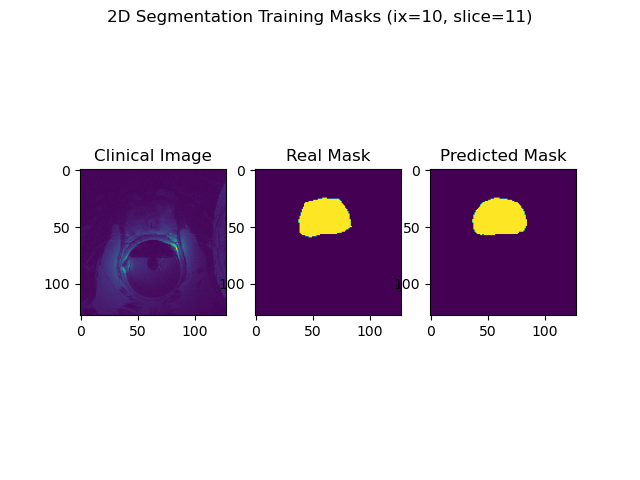 2D Segmentation Training Masks (ix=10, slice=11)
Clinical Image Real Mask Predicted Mask
0 0 0
50 50 50
100 100 100
0 50 100 0 50 100 0 50 100